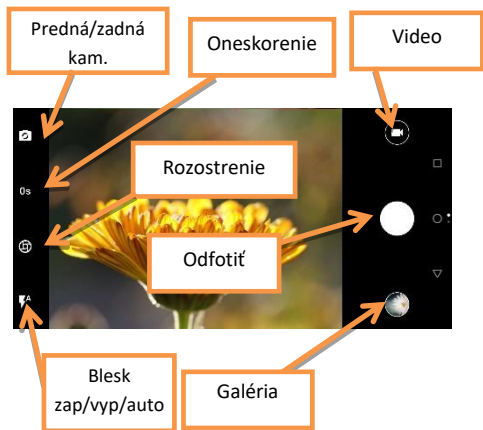 Predná/zadná
kam.
Oneskorenie
Video
0s
Rozostrenie
Odfotiť
A
Blesk
zap/vyp/auto
Galéria